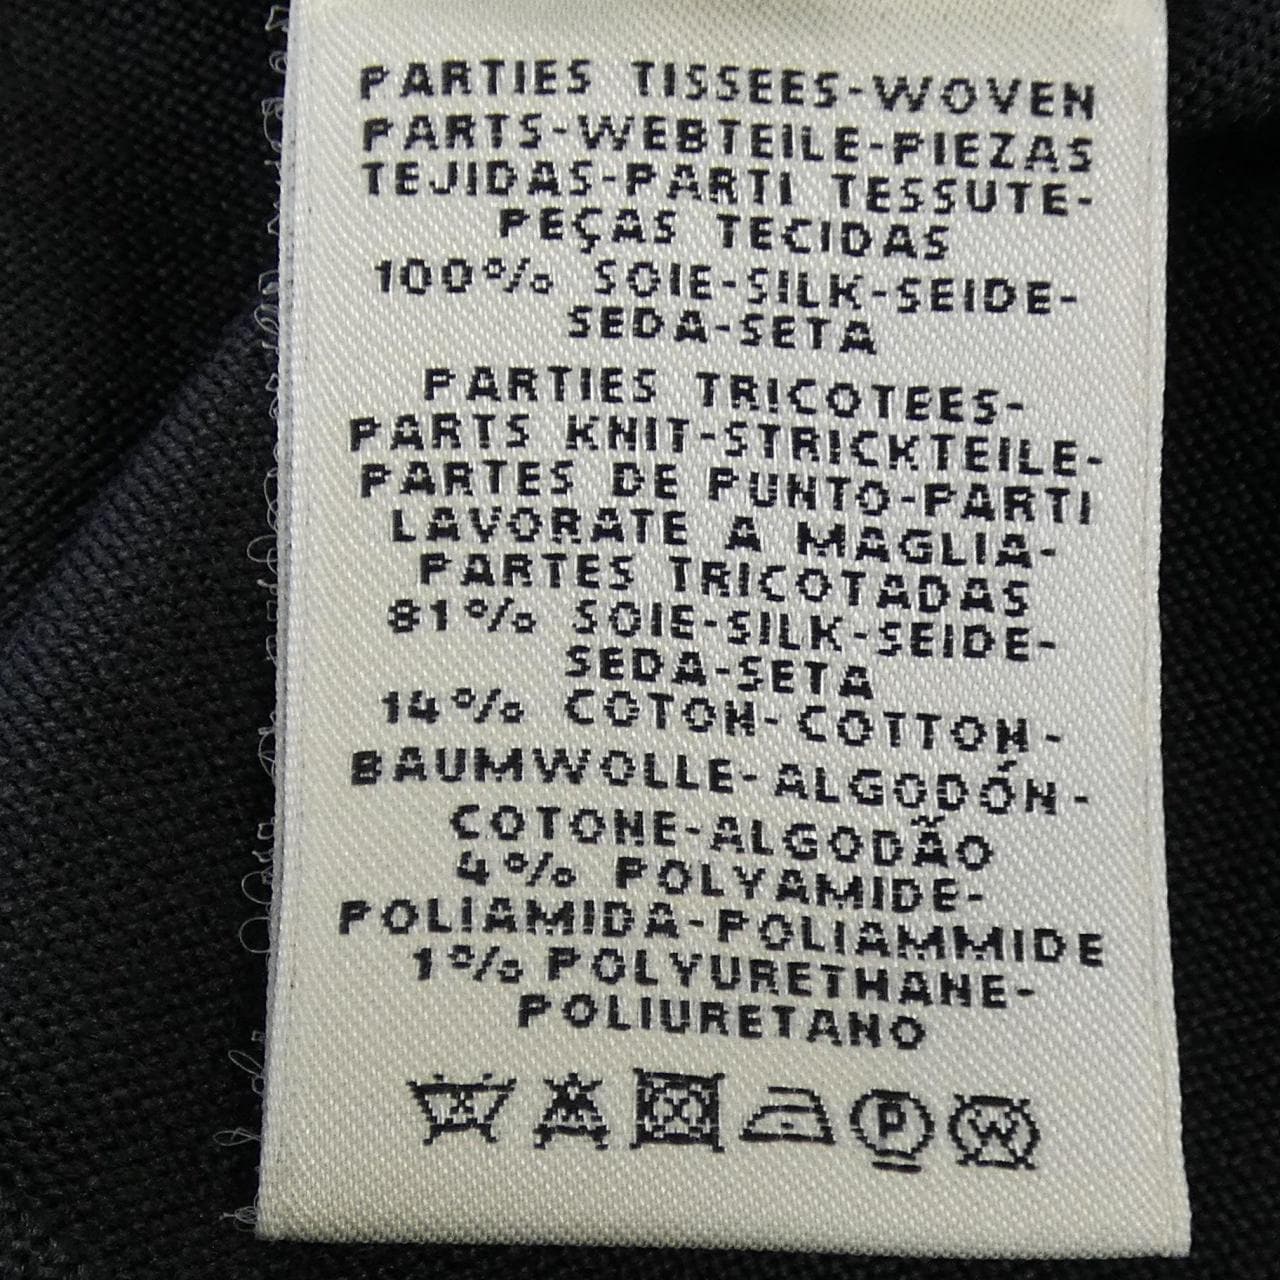 PARTIES TISSEES-WOVEN
PARTS-WEBTEILE-PIEZAS
TEJIDAS-PARTI TESSUTE-
PEÇAS TECIDAS
100% SOIE-SILK-SEIDE-
SEDA-SETA
PARTIES TRICOTEES-
PARTS KNIT-STRICKTEILE-
PARTES DE PUNTO-PARTI
LAVORATE A MAGLIA-
PARTES TRICOTADAS
81% SOIE-SILK-SEIDE-
SEDA-SETA
14% COTON-COTTON-
BAUMWOLLE-ALGODÓN-
COTONE-ALGODÃO
4% POLYAMIDE-
POLIAMIDA-POLIAMMIDE
1% POLYURETHANE-
POLIURETANO
P W